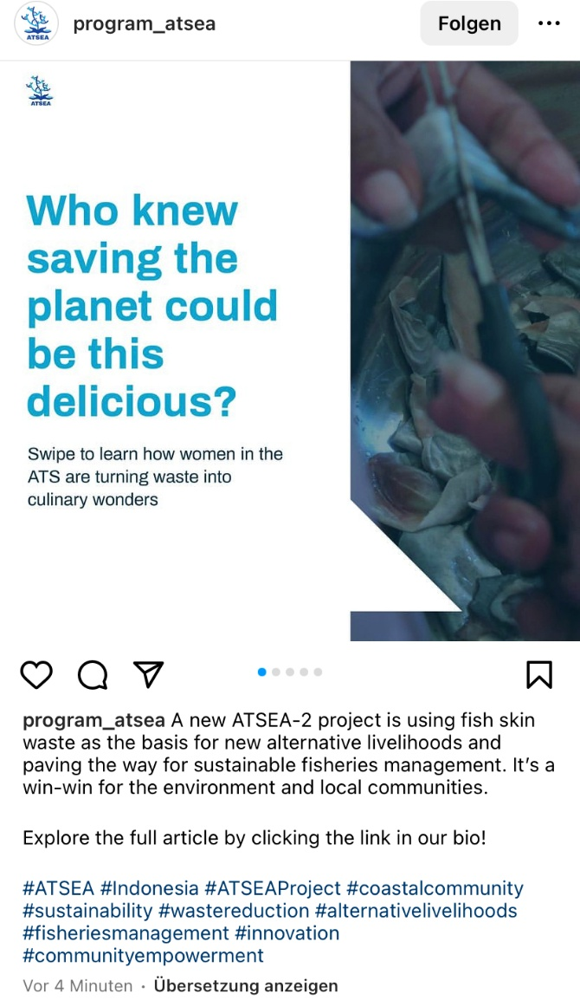 ATSEA
program_atsea
Folgen
ATSEA
Who knew
saving the
planet could
be this
delicious?
Swipe to learn how women in the
ATS are turning waste into
culinary wonders
program_atsea A new ATSEA-2 project is using fish skin
waste as the basis for new alternative livelihoods and
paving the way for sustainable fisheries management. It’s a
win-win for the environment and local communities.
Explore the full article by clicking the link in our bio!
#ATSEA #Indonesia #ATSEAProject #coastalcommunity
#sustainability #wastereduction #alternativelivelihoods
#fisheriesmanagement #innovation
#communityempowerment
Vor 4 Minuten · Übersetzung anzeigen